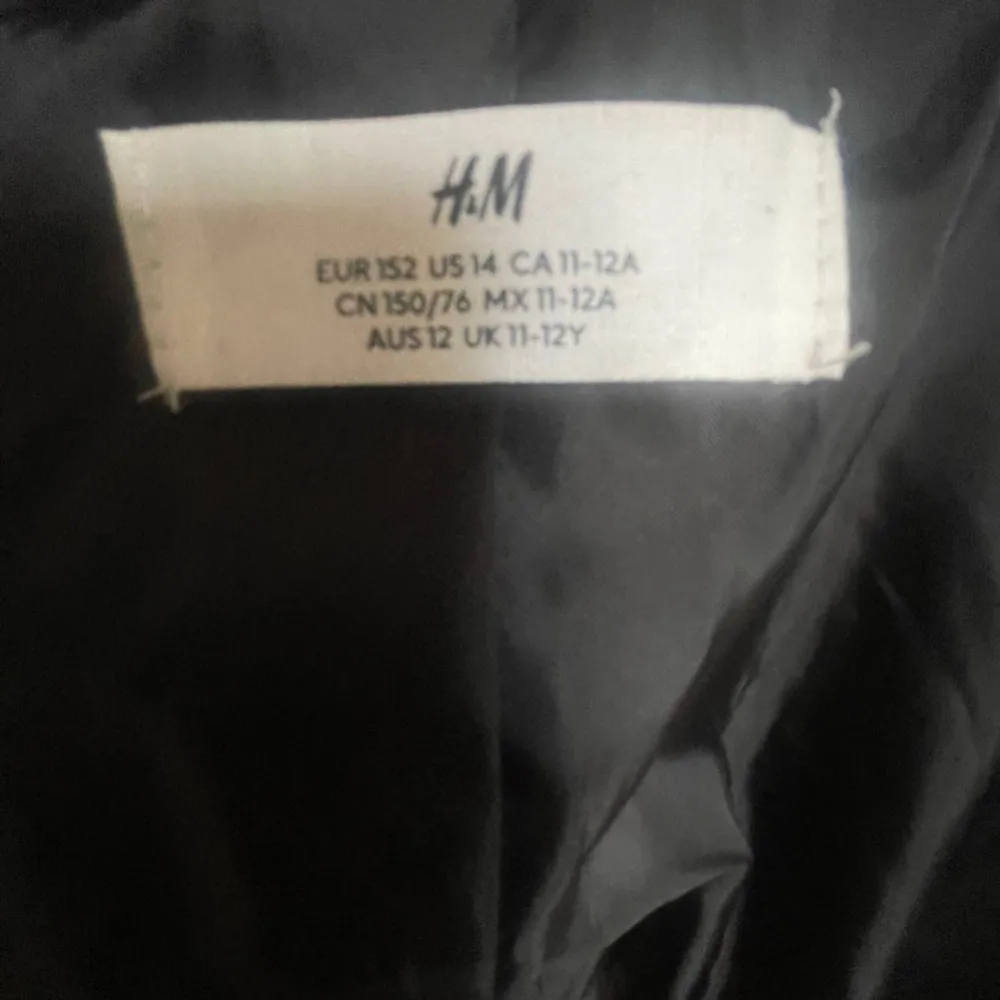 H&M
EUR 152 US 14 CA 11-12A
CN 150/76 MX 11-12A
AUS 12 UK 11-12Y